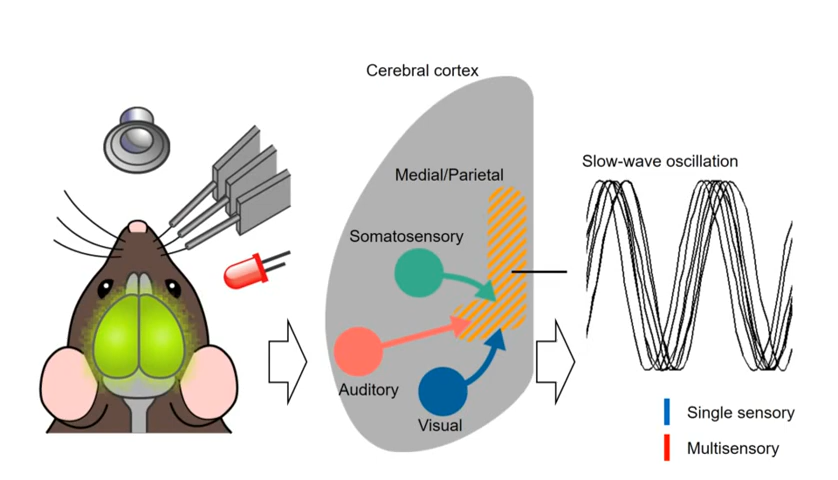 Cerebral cortex
Medial/Parietal
Somatosensory
Auditory
Visual
Slow-wave oscillation
Single sensory
Multisensory